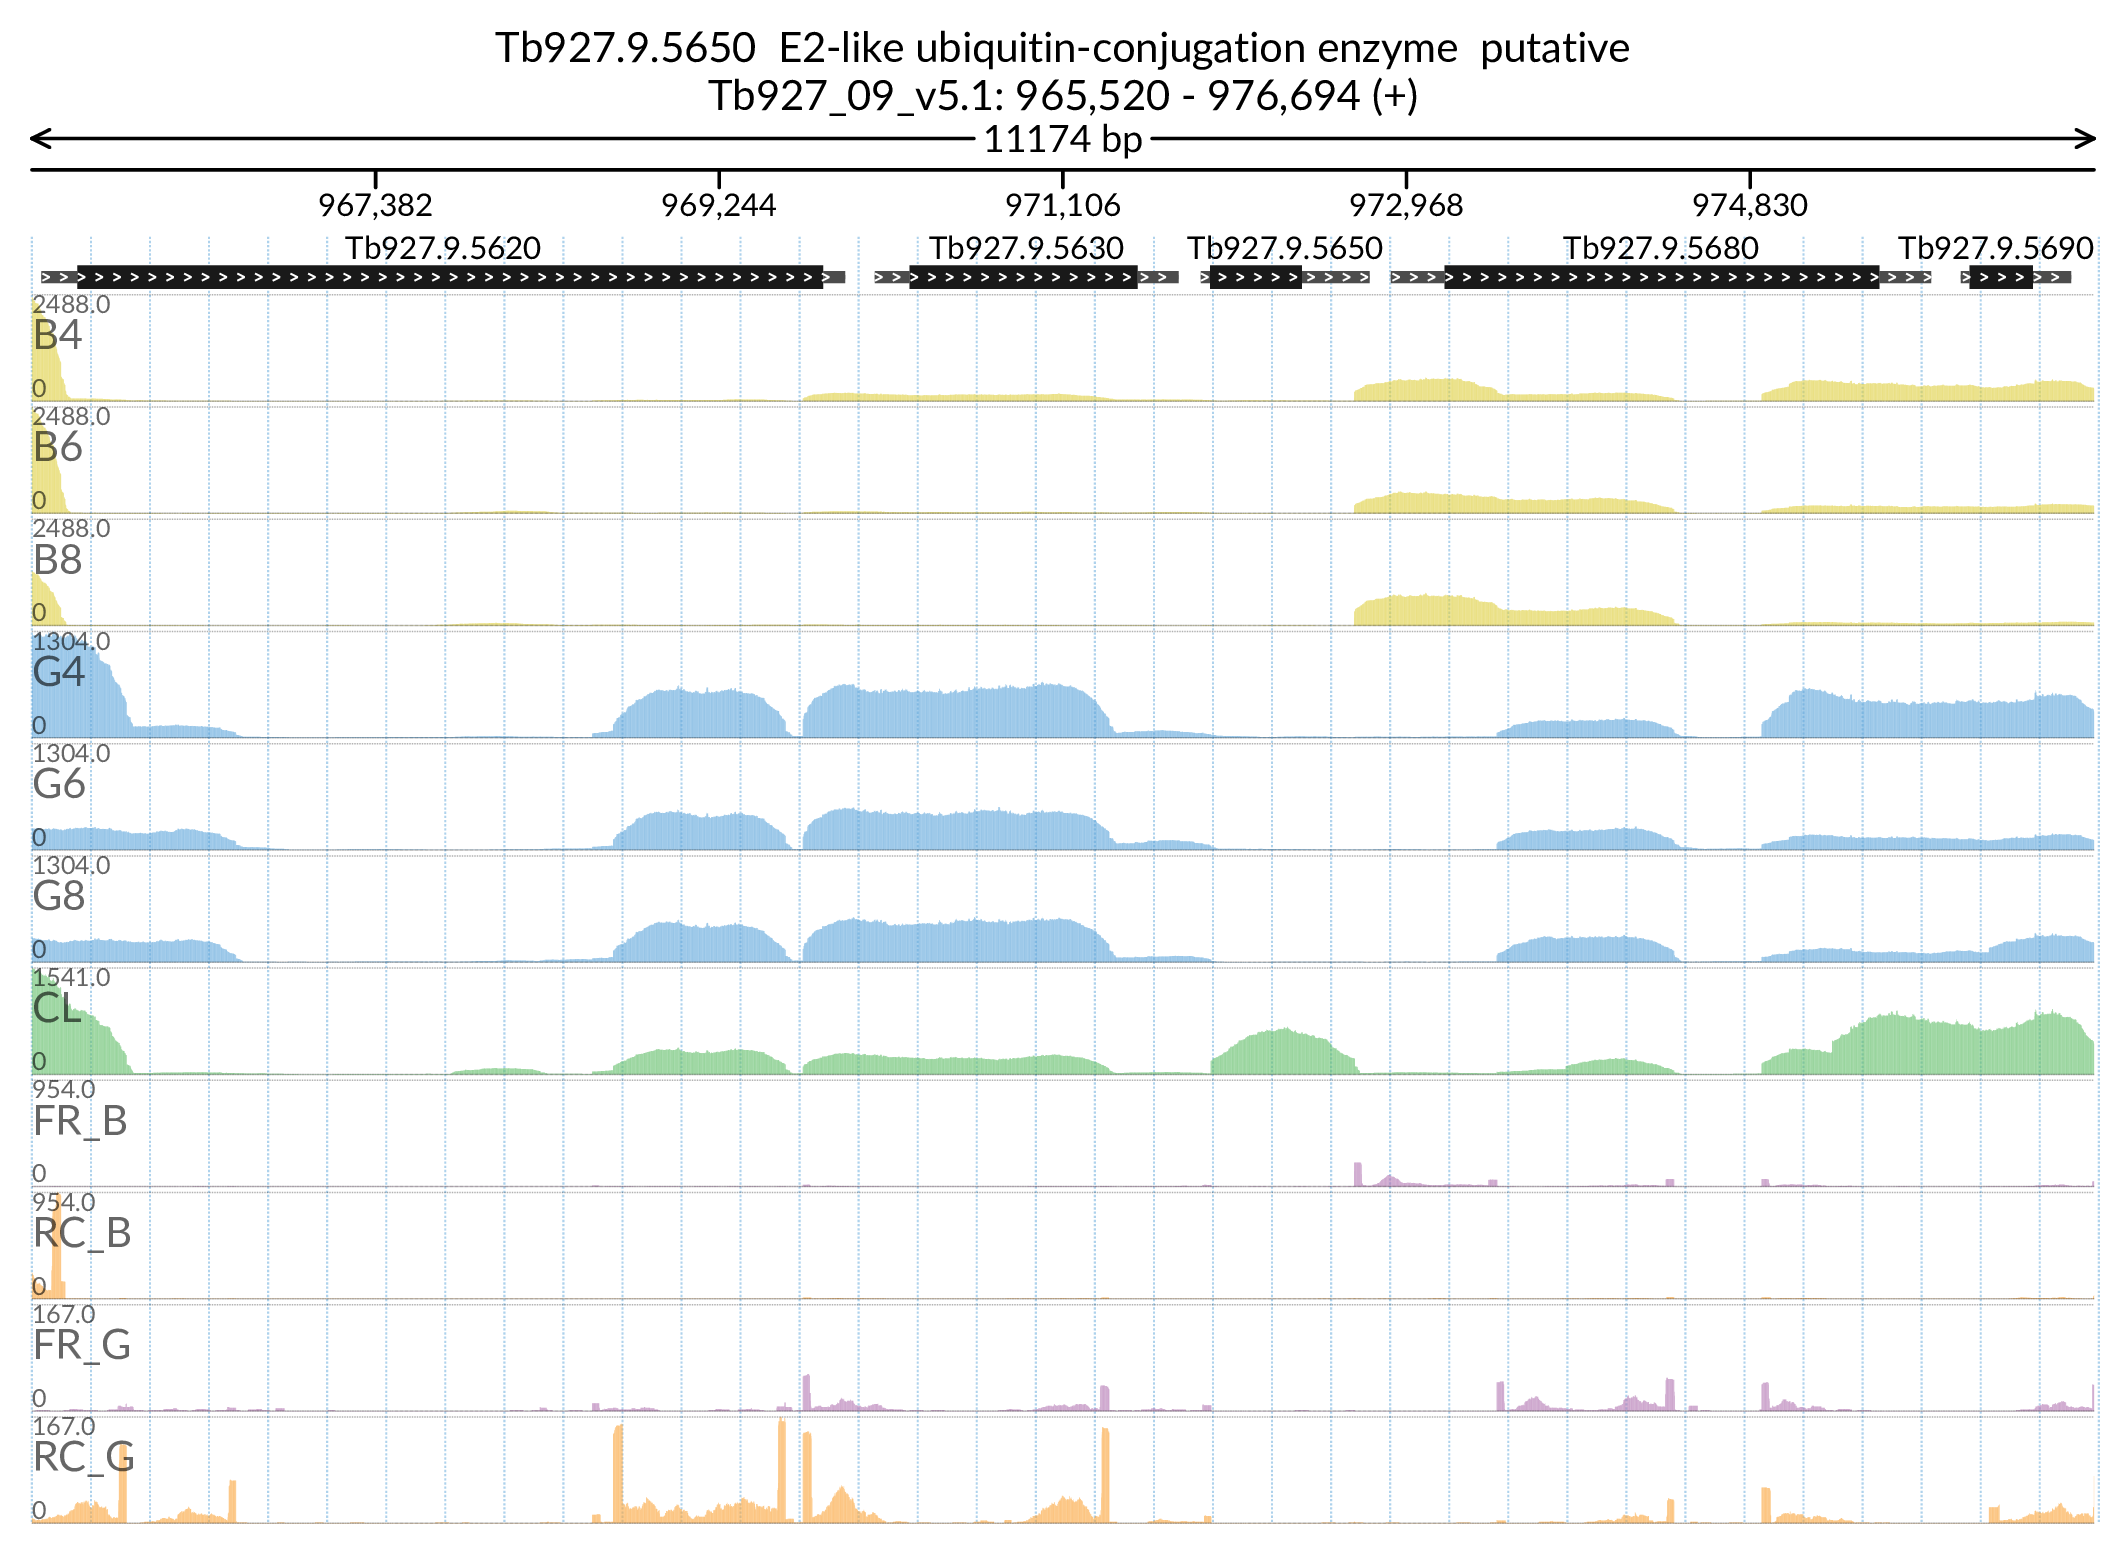 Tb927.9.5650  E2-like ubiquitin-conjugation enzyme  putative
Tb927_09_v5.1: 965,520 - 976,694 (+)
11174 bp
967,382 969,244 971,106 972,968 974,830
Tb927.9.5620 Tb927.9.5630 Tb927.9.5650 Tb927.9.5680 Tb927.9.5690
2488.0
B4
0
2488.0
B6
0
2488.0
B8
0
1304.0
G4
0
1304.0
G6
0
1304.0
G8
0
1541.0
CL
0
954.0
FR_B
0
954.0
RC_B
0
167.0
FR_G
0
167.0
RC_G
0